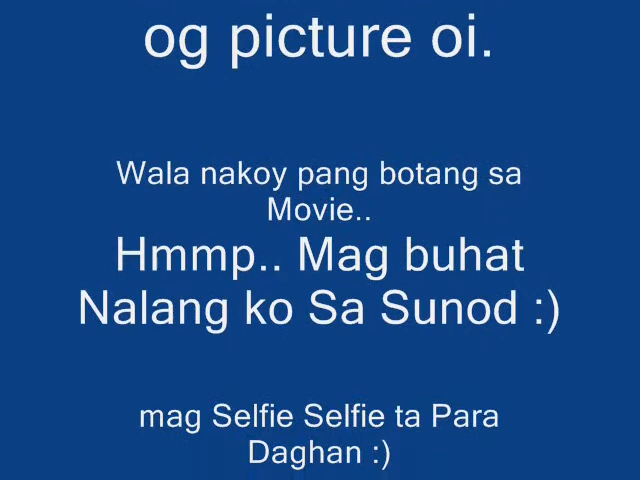 og picture oi.
Wala nakoy pang botang sa
Movie..
Hmmp.. Mag buhat
Nalang ko Sa Sunod :)
mag Selfie Selfie ta Para
Daghan :)